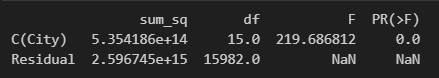 sum_sq df F PR(>F)
C(City) 5.354186e+14 15.0 219.686812 0.0
Residual 2.596745e+15 15982.0 NaN NaN